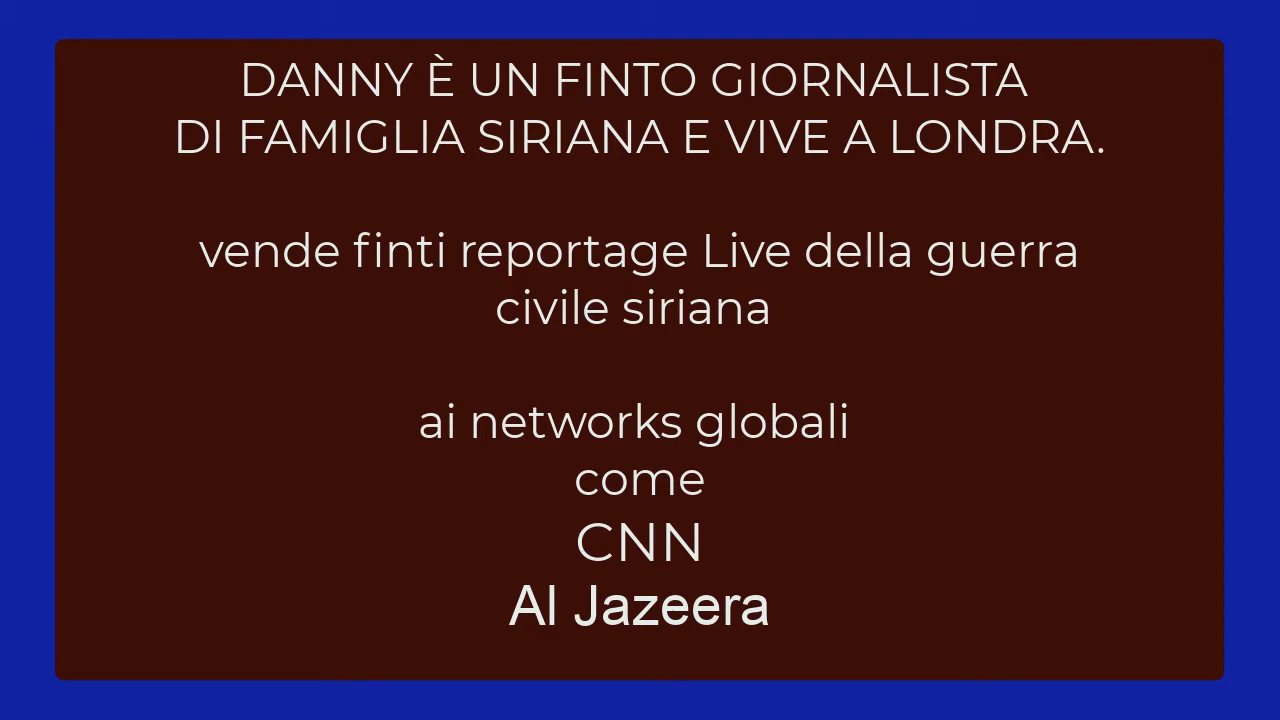 DANNY È UN FINTO GIORNALISTA
DI FAMIGLIA SIRIANA E VIVE A LONDRA.
vende finti reportage Live della guerra
civile siriana
ai networks globali
come
CNN
Al Jazeera